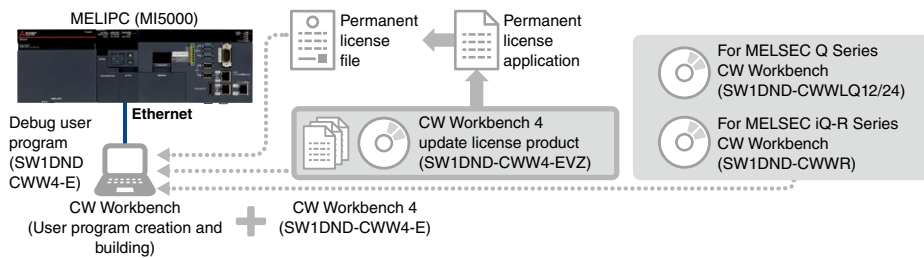 MELIPC (MI5000)
Permanent
license
file
Permanent
license
application
For MELSEC Q Series
CW Workbench
(SW1DND-CWWLQ12/24)
For MELSEC iQ-R Series
CW Workbench
(SW1DND-CWWR)
Ethernet
Debug user
program
(SW1DND
CWW4-E)
CW Workbench 4
update license product
(SW1DND-CWW4-EVZ)
CW Workbench
(User program creation and
building)
CW Workbench 4
(SW1DND-CWW4-E)